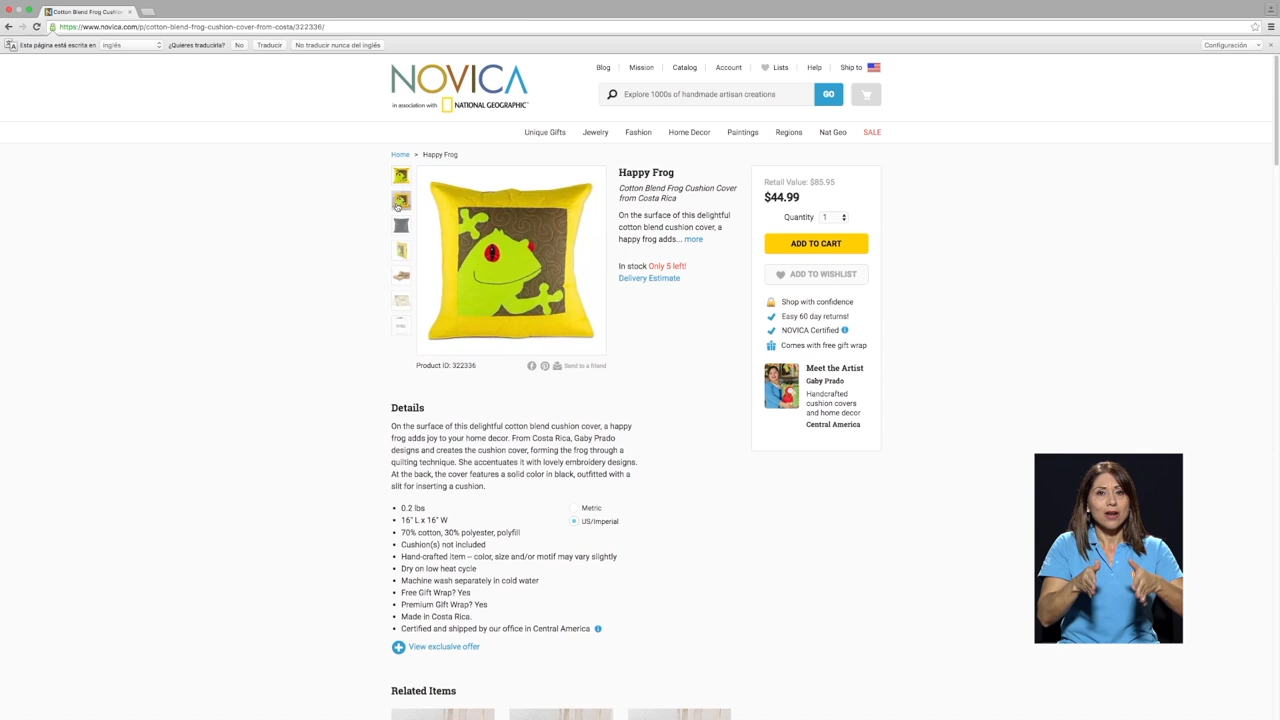 Cotton Blend Frog Cushion
https://www.novica.com/p/cotton-blend-frog-cushion-cover-from-costa/322336/
Esta página está escrita en inglés ¿Quieres traducirla? No Traducir No traducir nunca del inglés Configuración
NOVICA
in association with NATIONAL GEOGRAPHIC
Blog Mission Catalog Account Lists Help Ship to
Explore 1000s of handmade artisan creations GO
Unique Gifts Jewelry Fashion Home Decor Paintings Regions Nat Geo SALE
Home > Happy Frog
Happy Frog
Cotton Blend Frog Cushion Cover
from Costa Rica
On the surface of this delightful
cotton blend cushion cover, a
happy frog adds... more
In stock Only 5 left!
Delivery Estimate
Retail Value: $85.95
$44.99
Quantity 1
ADD TO CART
ADD TO WISHLIST
Shop with confidence
Easy 60 day returns!
NOVICA Certified
Comes with free gift wrap
Meet the Artist
Gaby Prado
Handcrafted
cushion covers
and home decor
Central America
Product ID: 322336 Send to a friend
Details
On the surface of this delightful cotton blend cushion cover, a happy
frog adds joy to your home decor. From Costa Rica, Gaby Prado
designs and creates the cushion cover, forming the frog through a
quilting technique. She accentuates it with lovely embroidery designs.
At the back, the cover features a solid color in black, outfitted with a
slit for inserting a cushion.
• 0.2 lbs
• 16" L x 16" W
• 70% cotton, 30% polyester, polyfill
• Cushion(s) not included
• Hand-crafted item -- color, size and/or motif may vary slightly
• Dry on low heat cycle
• Machine wash separately in cold water
• Free Gift Wrap? Yes
• Premium Gift Wrap? Yes
• Made in Costa Rica.
• Certified and shipped by our office in Central America
Metric
US/Imperial
View exclusive offer
Related Items